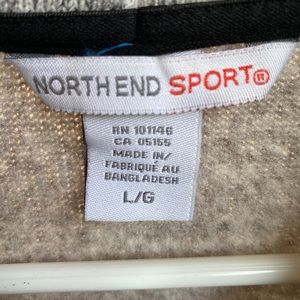 NORTH END SPORT®
RN 101146
CA 05155
MADE IN/
FABRIQUÉ AU
BANGLADESH
L/G